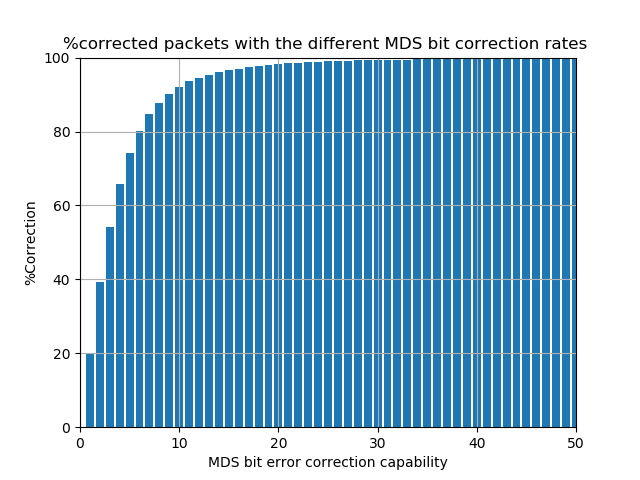 %corrected packets with the different MDS bit correction rates
100
80
60
40
20
0
%Correction
0 10 20 30 40 50
MDS bit error correction capability